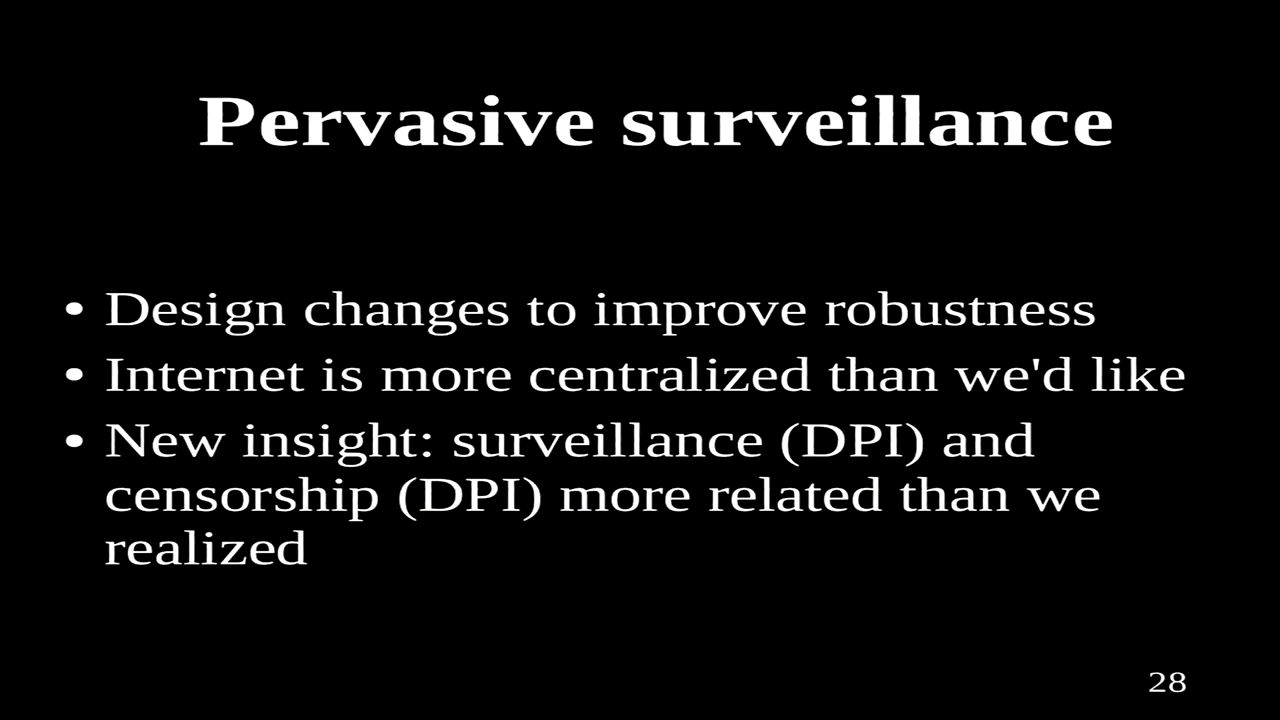 Pervasive surveillance
• Design changes to improve robustness
• Internet is more centralized than we'd like
• New insight: surveillance (DPI) and
censorship (DPI) more related than we
realized
28